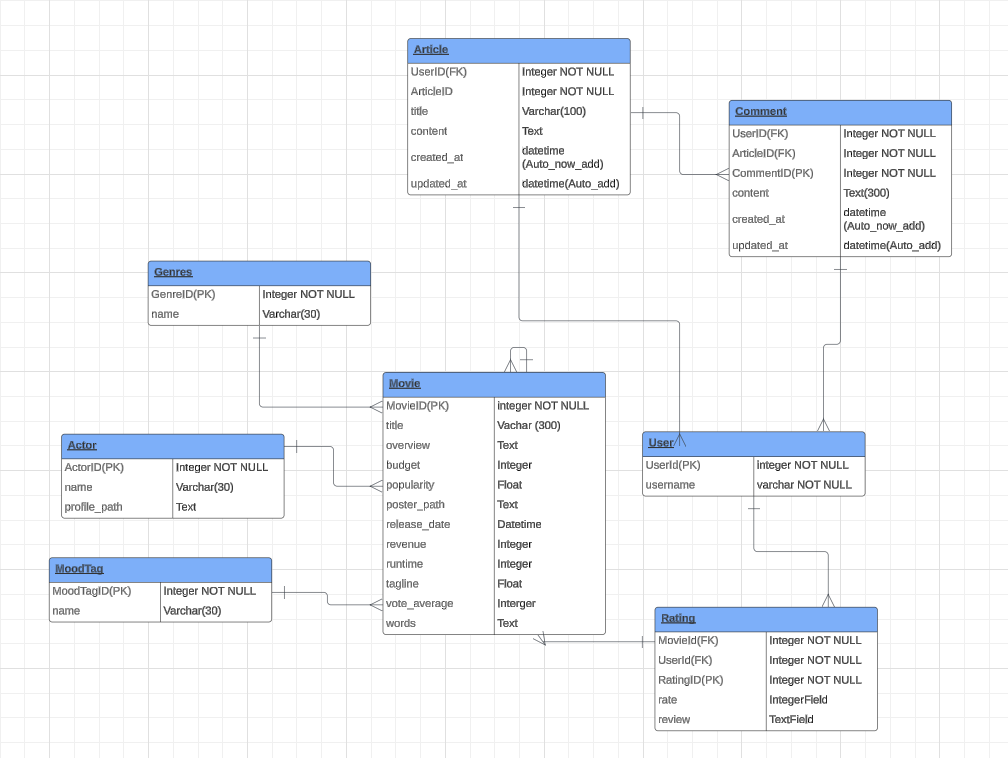 Article
UserID(FK) Integer NOT NULL
ArticleID Integer NOT NULL
title Varchar(100)
content Text
created_at datetime
(Auto_now_add)
updated_at datetime(Auto_add)
Comment
UserID(FK) Integer NOT NULL
ArticleID(FK) Integer NOT NULL
CommentID(PK) Integer NOT NULL
content Text(300)
created_at datetime
(Auto_now_add)
updated_at datetime(Auto_add)
Genres
GenreID(PK) Integer NOT NULL
name Varchar(30)
Movie
MovieID(PK) integer NOT NULL
title Vachar (300)
overview Text
budget Integer
popularity Float
poster_path Text
release_date Datetime
revenue Integer
runtime Integer
tagline Float
vote_average Interger
words Text
Actor
ActorID(PK) Integer NOT NULL
name Varchar(30)
profile_path Text
User
UserId(PK) integer NOT NULL
username varchar NOT NULL
MoodTag
MoodTagID(PK) Integer NOT NULL
name Varchar(30)
Rating
MovieId(FK) Integer NOT NULL
UserId(FK) Integer NOT NULL
RatingID(PK) Integer NOT NULL
rate IntegerField
review TextField